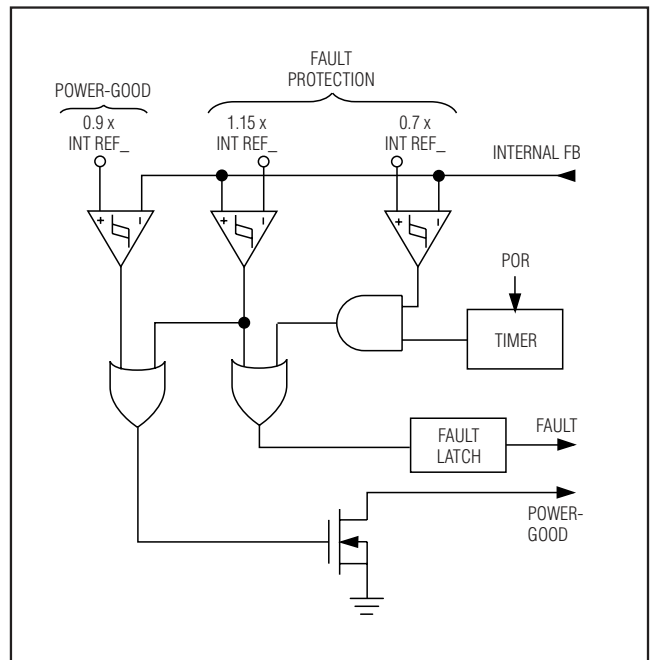 FAULT
PROTECTION
POWER-GOOD
0.9 x
INT REF_
1.15 x
INT REF_
0.7 x
INT REF_
INTERNAL FB
+ –
+ –
+ –
POR
TIMER
FAULT
LATCH
FAULT
POWER-
GOOD